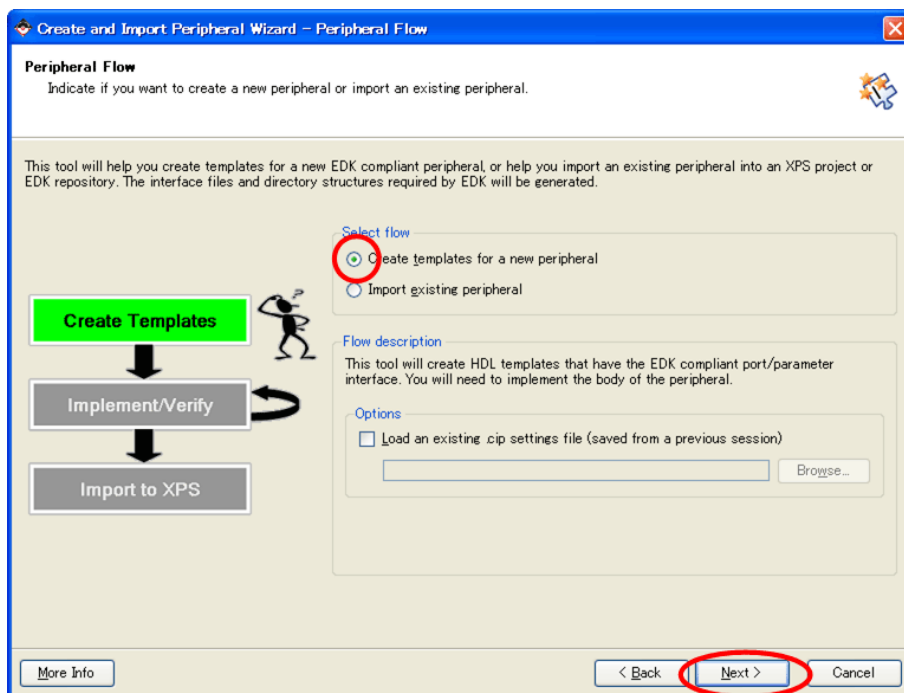 Create and Import Peripheral Wizard - Peripheral Flow
Peripheral Flow
Indicate if you want to create a new peripheral or import an existing peripheral.
This tool will help you create templates for a new EDK compliant peripheral, or help you import an existing peripheral into an XPS project or
EDK repository. The interface files and directory structures required by EDK will be generated.
Select flow
Create templates for a new peripheral
Import existing peripheral
Create Templates
Implement/Verify
Import to XPS
Flow description
This tool will create HDL templates that have the EDK compliant port/parameter
interface. You will need to implement the body of the peripheral.
Options
Load an existing .cip settings file (saved from a previous session)
Browse...
More Info
< Back
Next >
Cancel